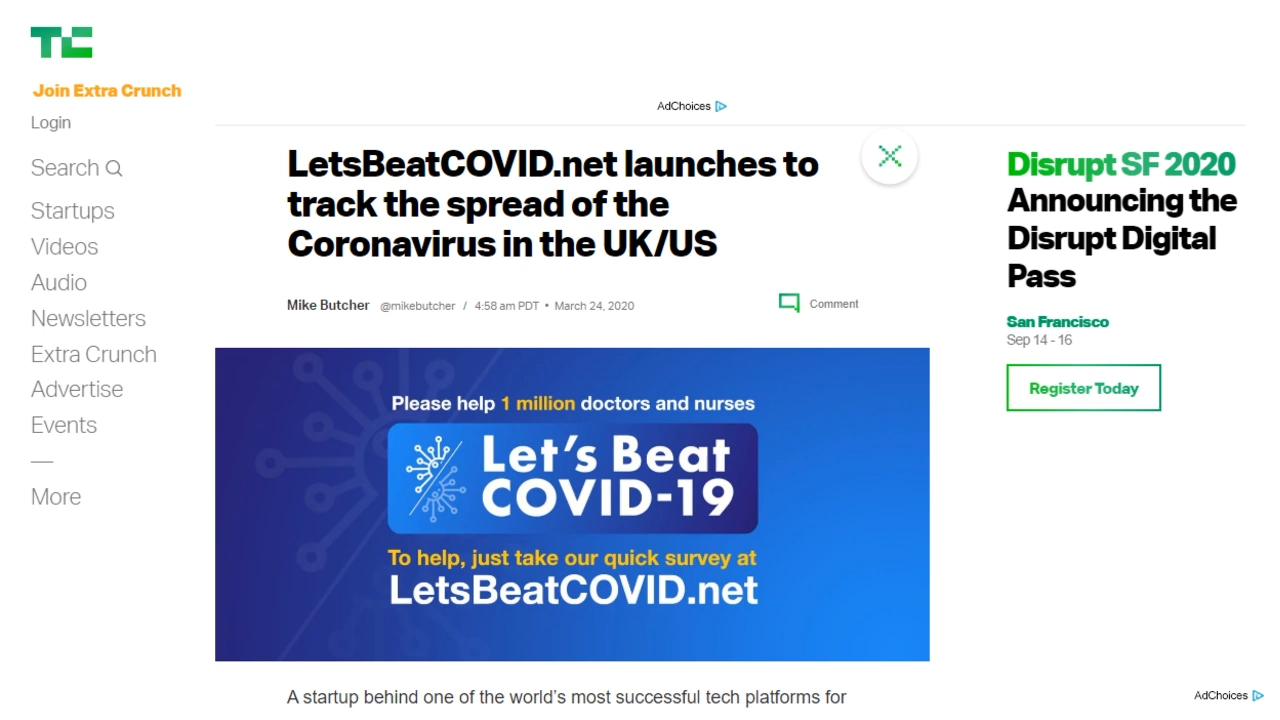 TC
Join Extra Crunch
Login
Search
Startups
Videos
Audio
Newsletters
Extra Crunch
Advertise
Events
—
More
AdChoices
LetsBeatCOVID.net launches to
track the spread of the
Coronavirus in the UK/US
Mike Butcher @mikebutcher / 4:58 am PDT • March 24, 2020
Comment
Please help 1 million doctors and nurses
Let's Beat
COVID-19
To help, just take our quick survey at
LetsBeatCOVID.net
A startup behind one of the world's most successful tech platforms for
Disrupt SF 2020
Announcing the
Disrupt Digital
Pass
San Francisco
Sep 14 - 16
Register Today
AdChoices